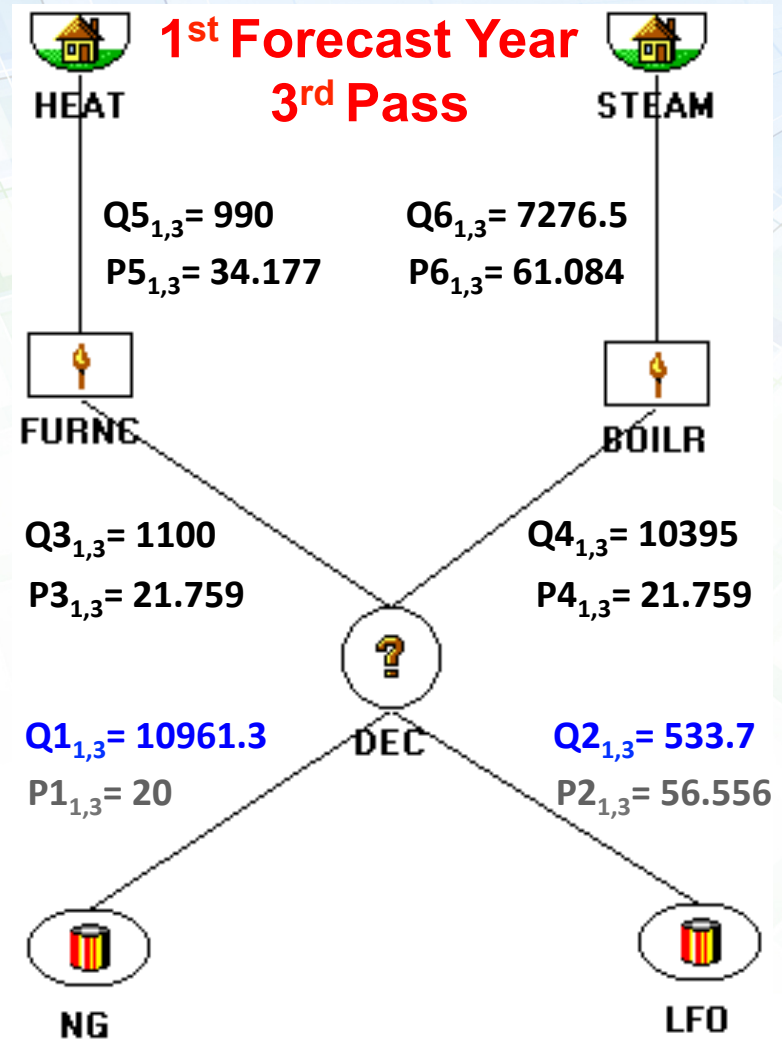 1st Forecast Year
3rd Pass
HEAT
STEAM
Q5₁,₃= 990
Q6₁,₃= 7276.5
P5₁,₃= 34.177
P6₁,₃= 61.084
FURNC
BOILR
Q3₁,₃= 1100
Q4₁,₃= 10395
P3₁,₃= 21.759
P4₁,₃= 21.759
?
Q1₁,₃= 10961.3
DEC
Q2₁,₃= 533.7
P1₁,₃= 20
P2₁,₃= 56.556
NG
LFO